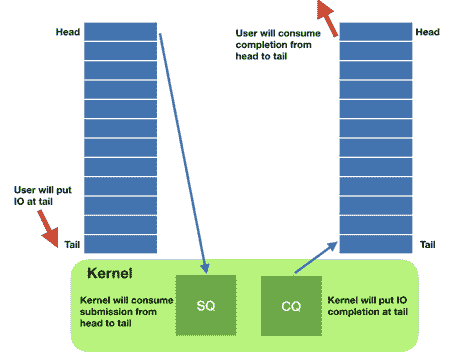 Head
User will consume
completion from
head to tail
Head
User will put
IO at tail
Tail
Tail
Kernel
Kernel will consume
submission from
head to tail
SQ
CQ
Kernel will put IO
completion at tail